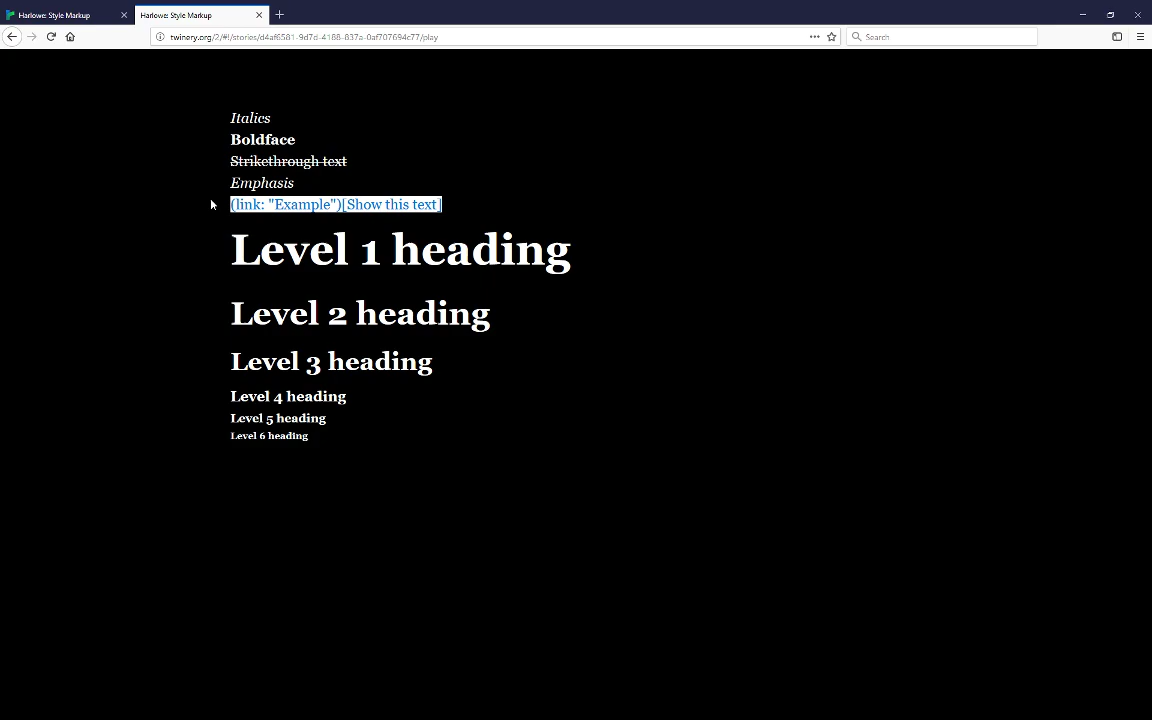 Harlowe: Style Markup
Harlowe: Style Markup
twinery.org/2/#!/stories/d4af6581-9d7d-4188-837a-0af707694c77/play
Search
Italics
Boldface
Strikethrough text
Emphasis
(link: "Example")[Show this text]
Level 1 heading
Level 2 heading
Level 3 heading
Level 4 heading
Level 5 heading
Level 6 heading